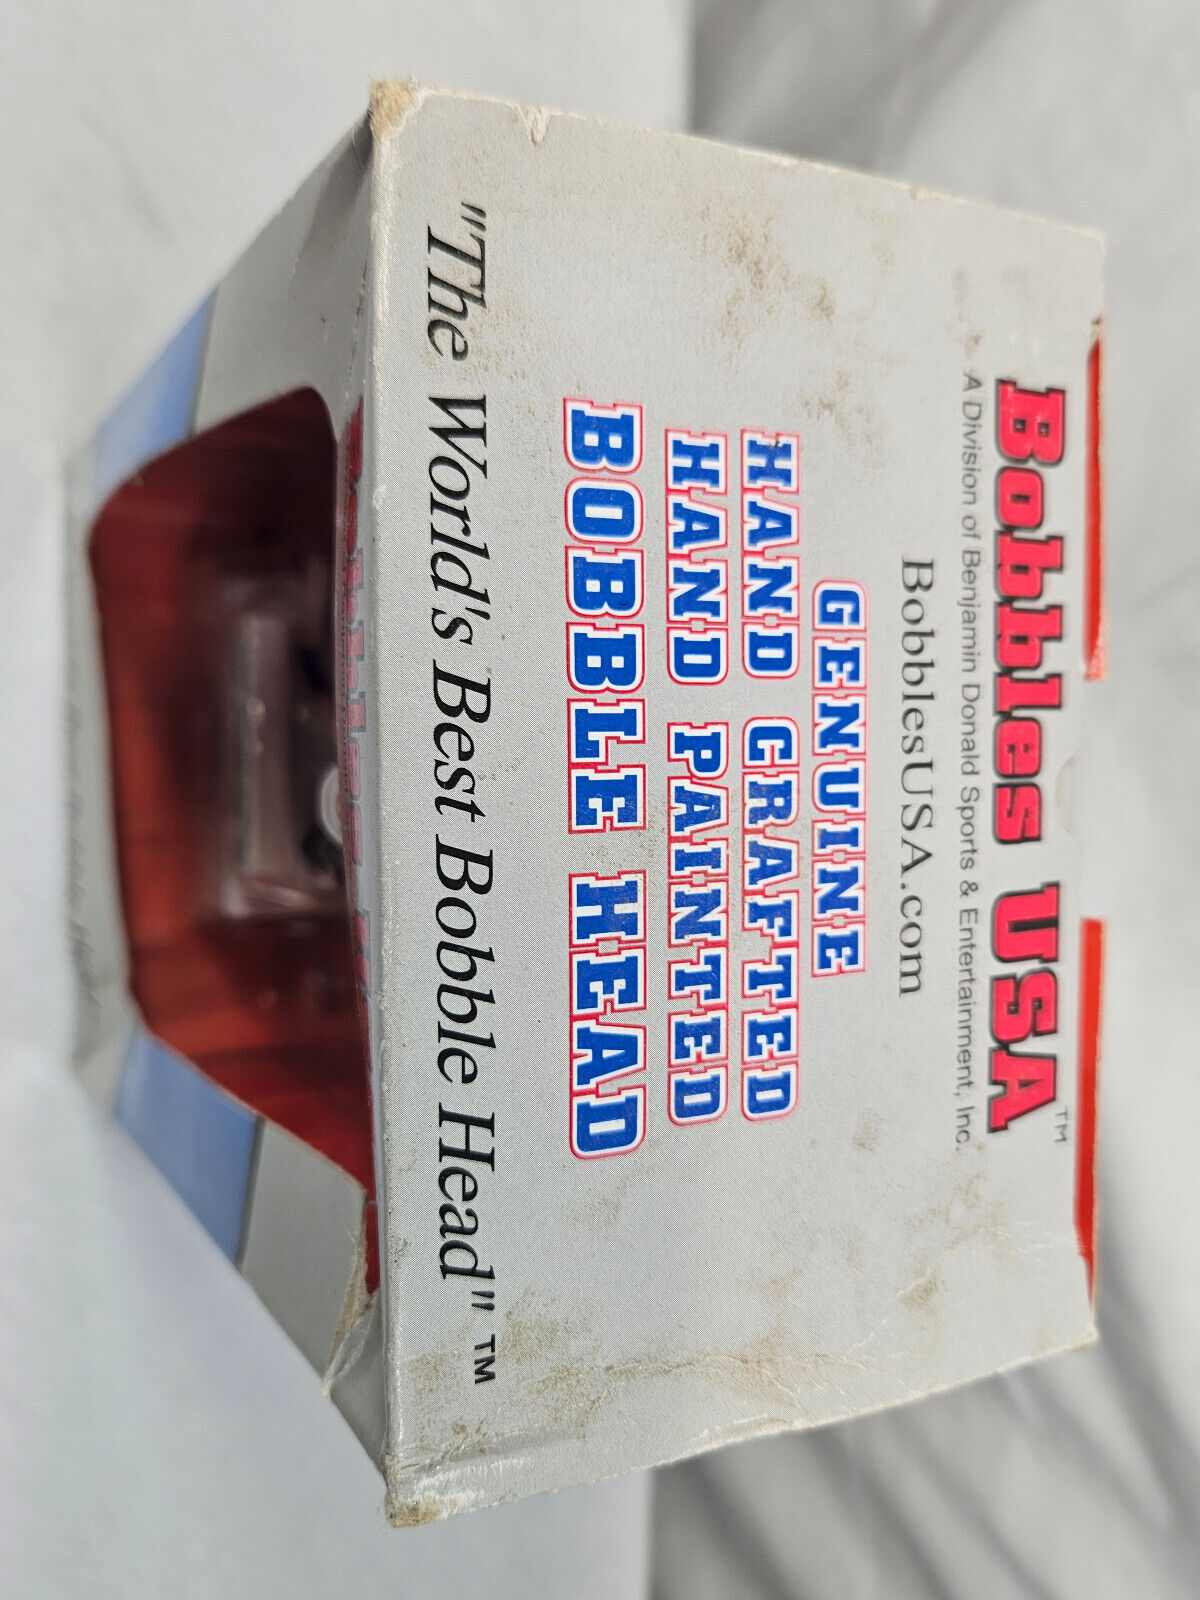 Bobbles USA™
A Division of Benjamin Donald Sports & Entertainment, Inc.
BobblesUSA.com
GENUINE
HAND CRAFTED
HAND PAINTED
BOBBLE HEAD
"The World's Best Bobble Head"™